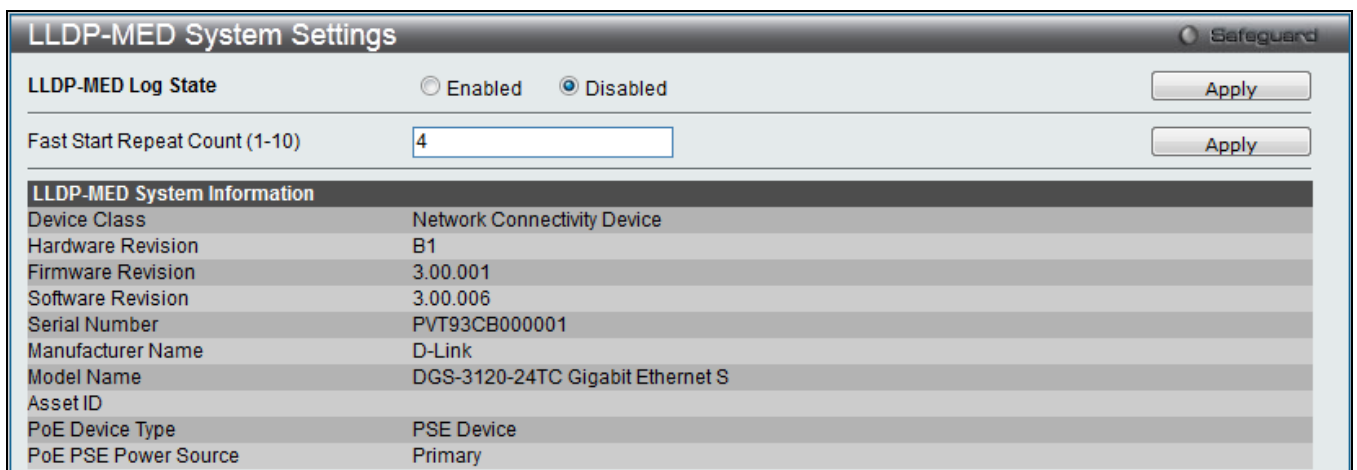 LLDP-MED System Settings Safeguard
LLDP-MED Log State Enabled Disabled Apply
Fast Start Repeat Count (1-10) 4 Apply
LLDP-MED System Information
Device Class Network Connectivity Device
Hardware Revision B1
Firmware Revision 3.00.001
Software Revision 3.00.006
Serial Number PVT93CB000001
Manufacturer Name D-Link
Model Name DGS-3120-24TC Gigabit Ethernet S
Asset ID
PoE Device Type PSE Device
PoE PSE Power Source Primary